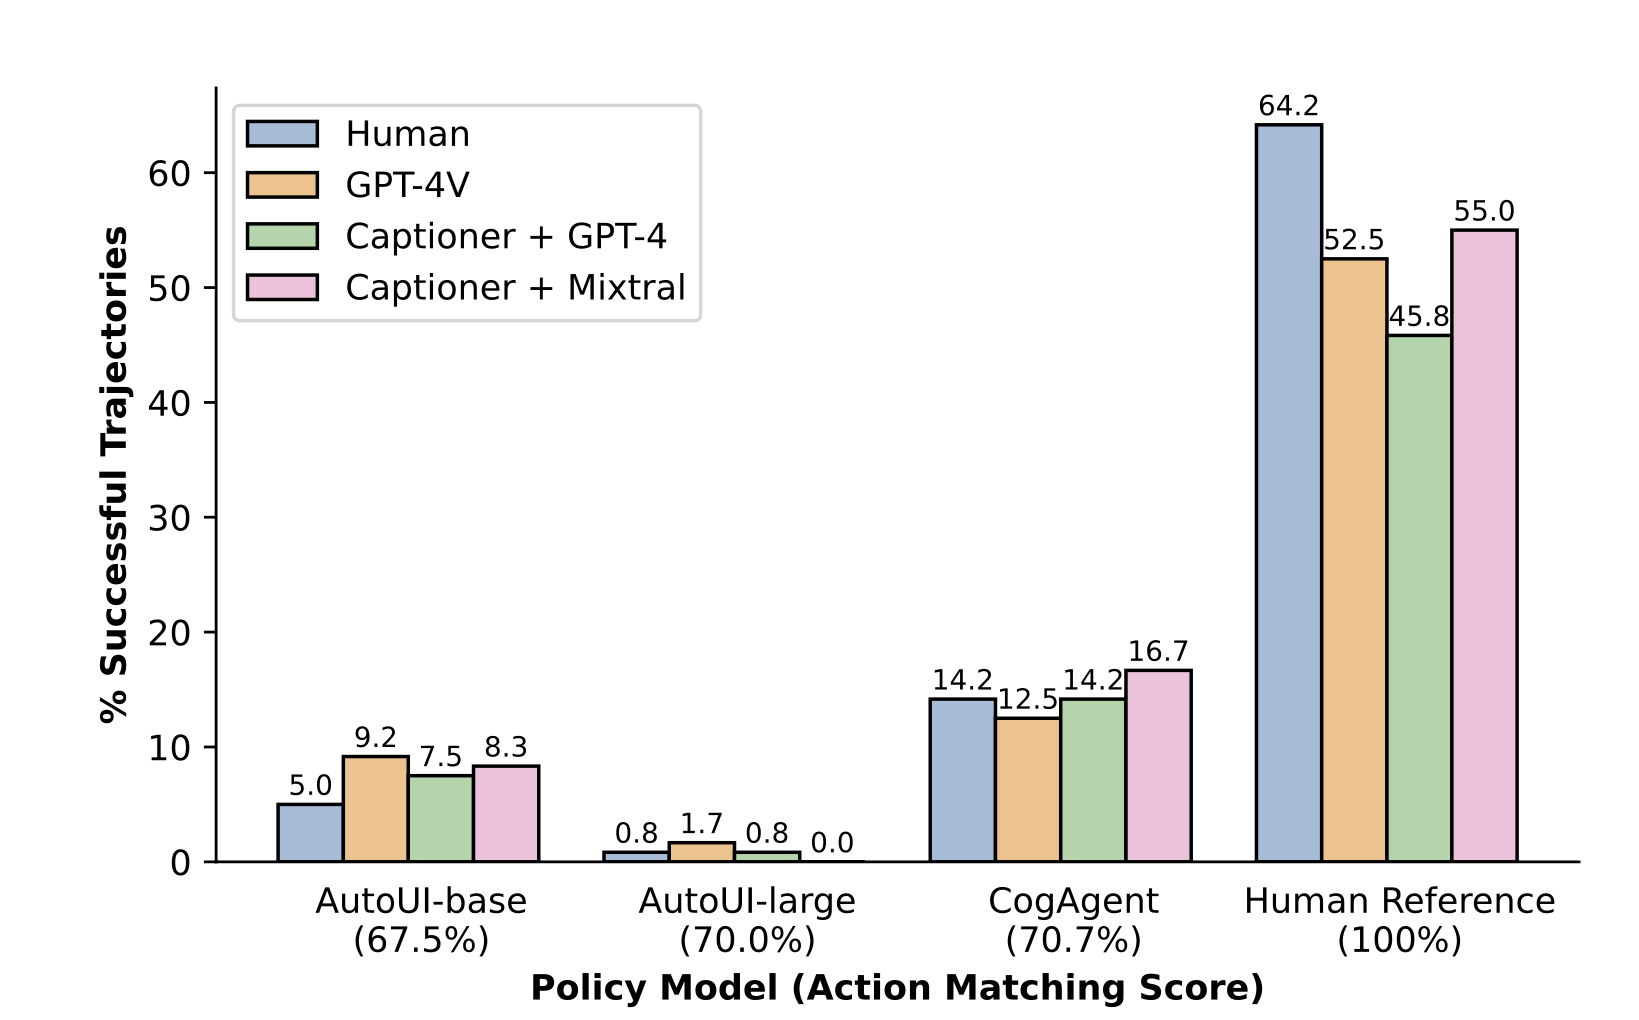 64.2
Human
GPT-4V
Captioner + GPT-4
Captioner + Mixtral
55.0
52.5
45.8
16.7
14.2
12.5
14.2
9.2
7.5
8.3
5.0
0.8
1.7
0.8
0.0
60
50
40
30
20
10
0
% Successful Trajectories
AutoUI-base
(67.5%)
AutoUI-large
(70.0%)
CogAgent
(70.7%)
Human Reference
(100%)
Policy Model (Action Matching Score)